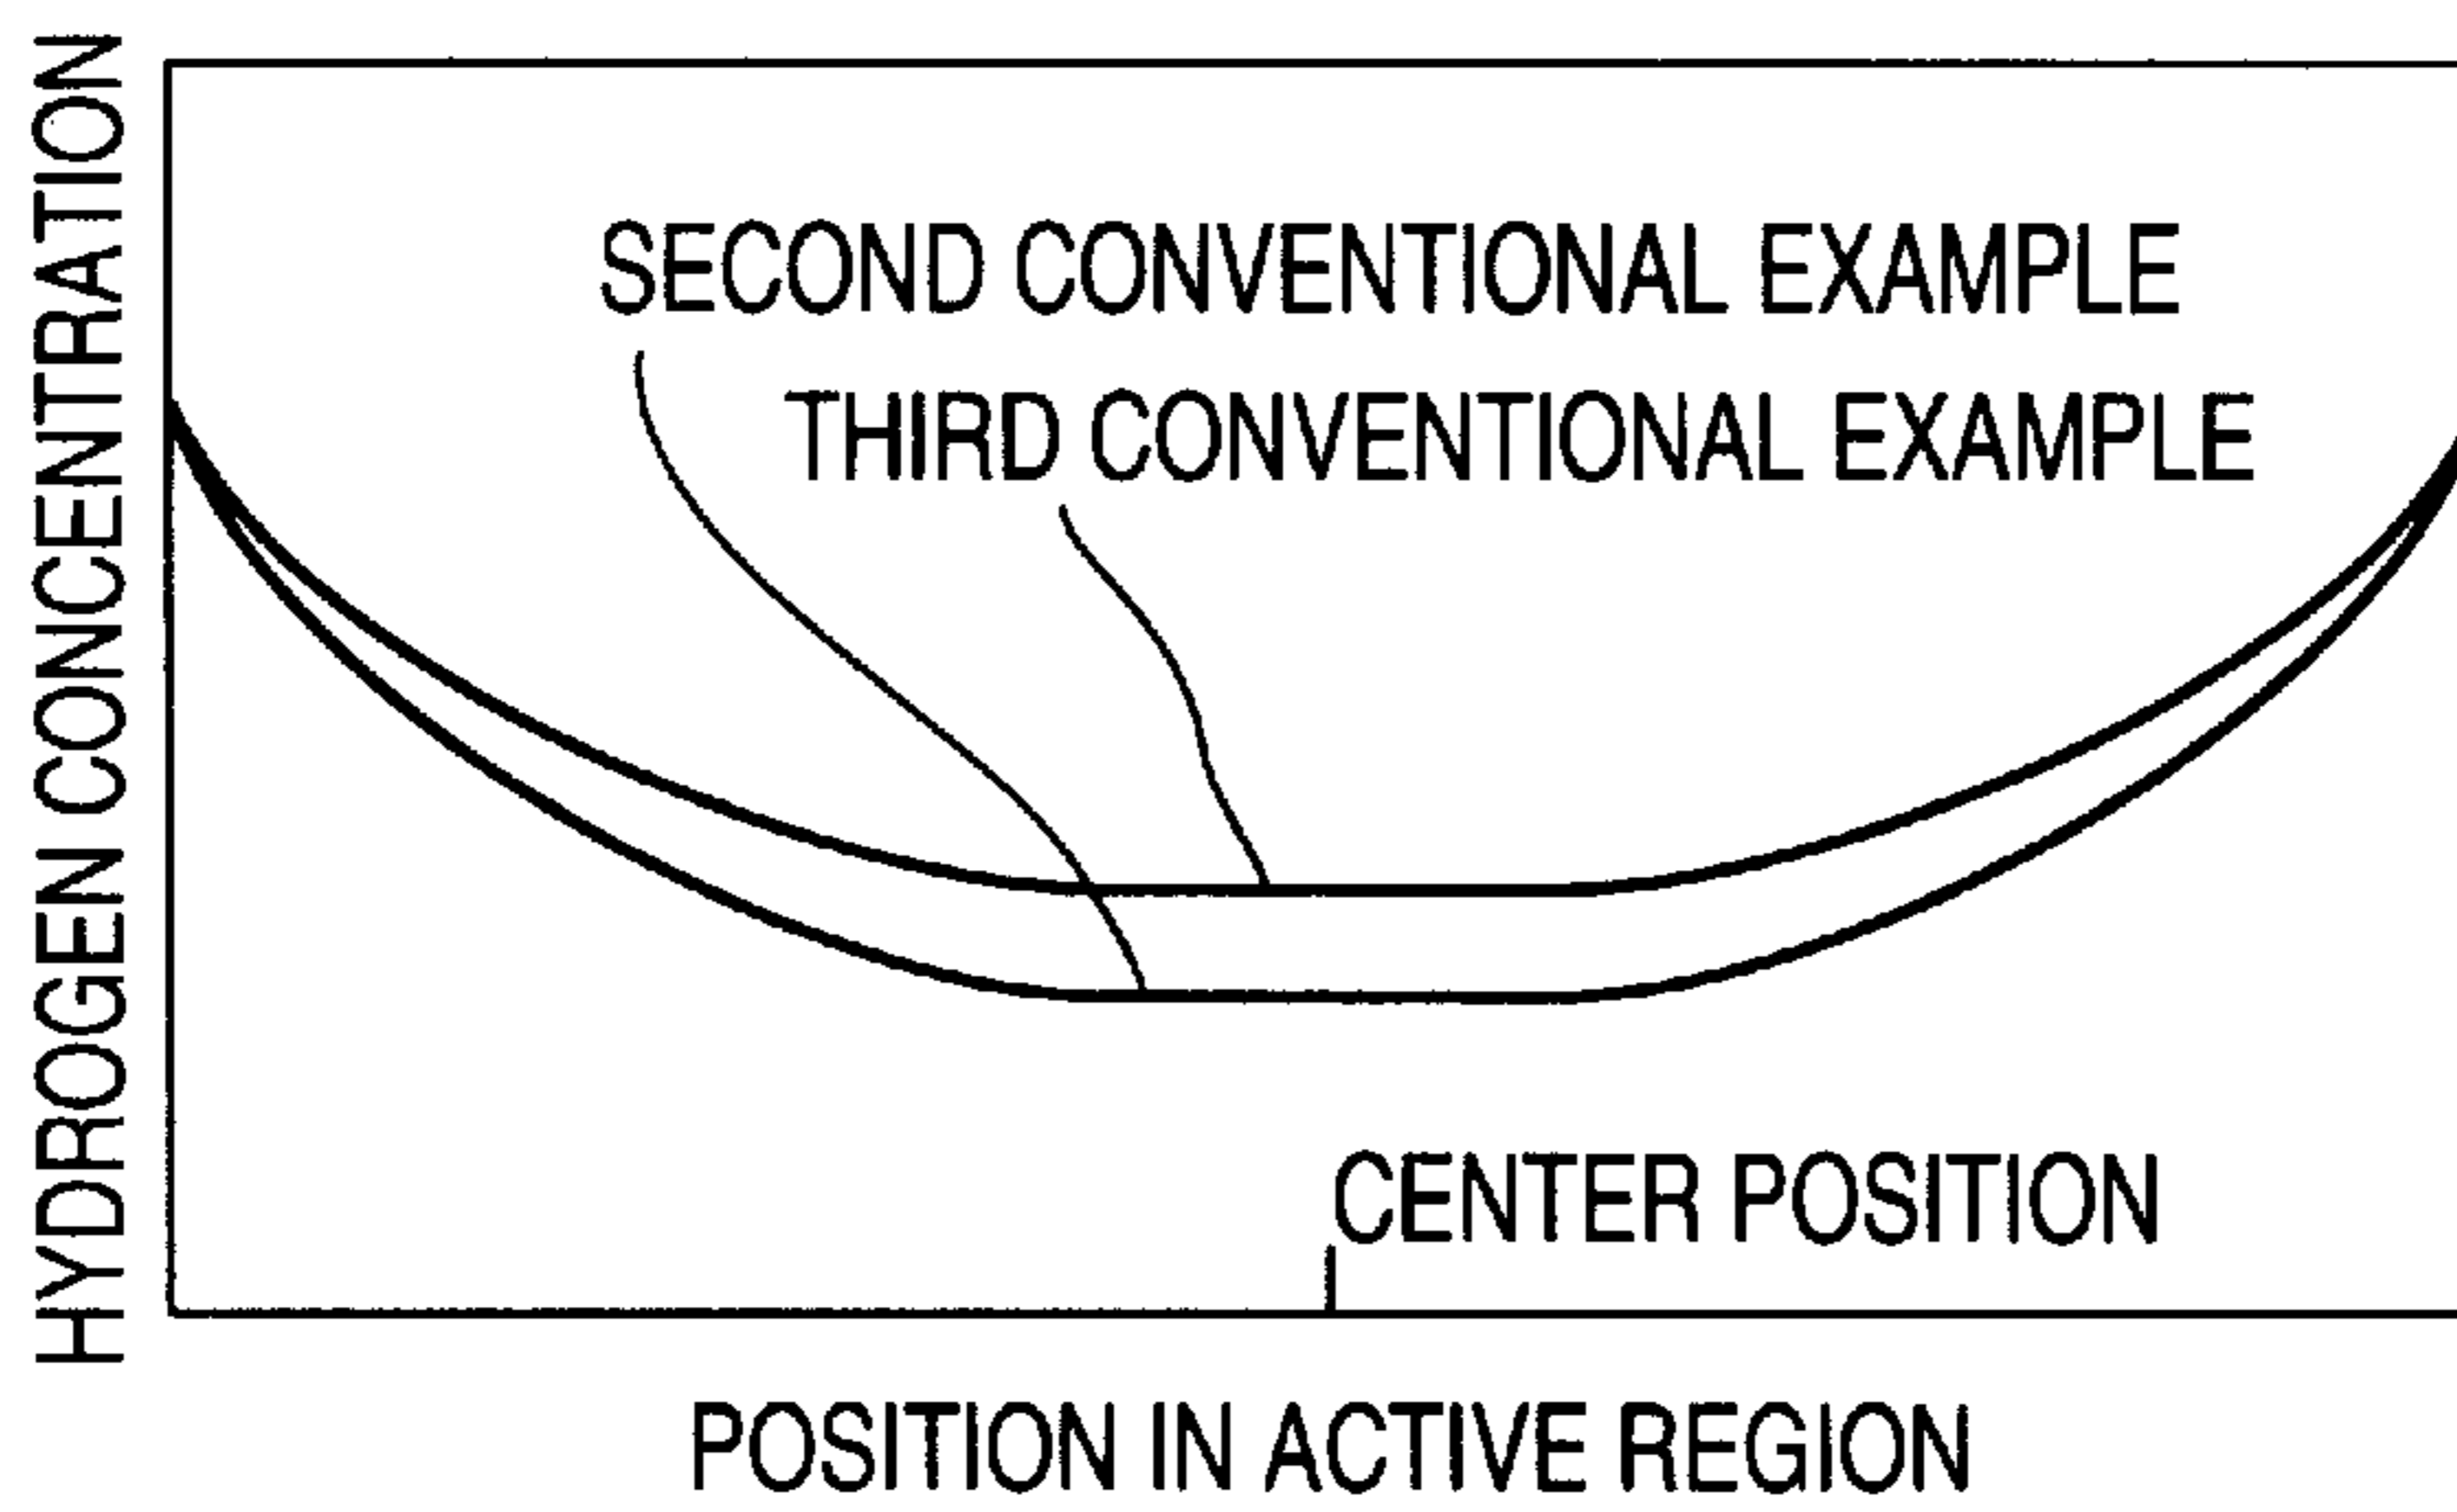 HYDROGEN CONCENTRATION
SECOND CONVENTIONAL EXAMPLE
THIRD CONVENTIONAL EXAMPLE
CENTER POSITION
POSITION IN ACTIVE REGION